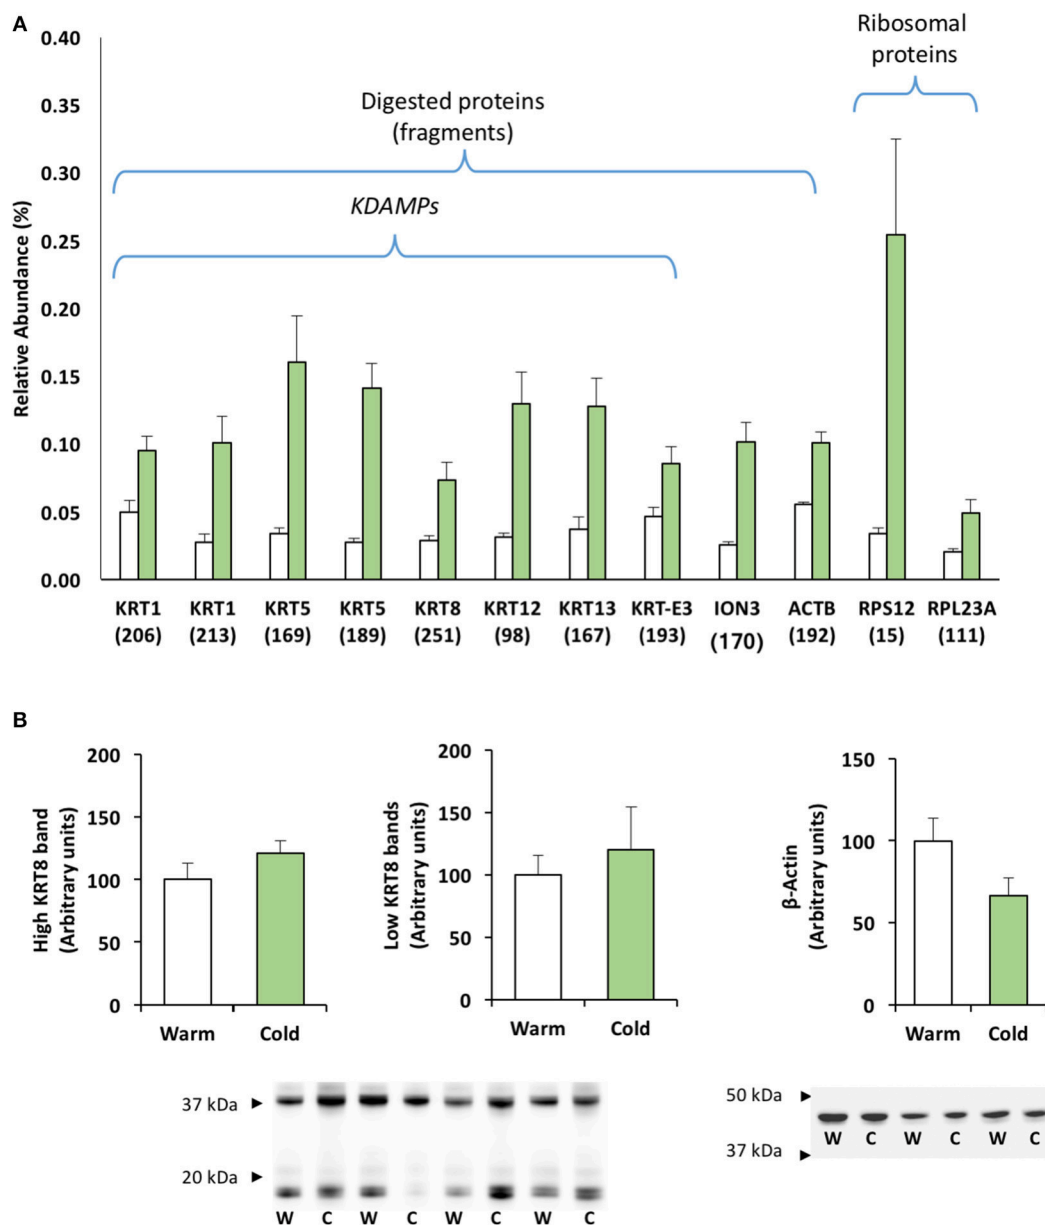 A
Ribosomal
proteins
0.40
0.35
0.30
0.25
0.20
0.15
0.10
0.05
0.00
Relative Abundance (%)
Digested proteins
(fragments)
KDAMPs
KRT1 KRT1 KRT5 KRT5 KRT8 KRT12 KRT13 KRT-E3 ION3 ACTB RPS12 RPL23A
(206) (213) (169) (189) (251) (98) (167) (193) (170) (192) (15) (111)
B
High KRT8 band
(Arbitrary units)
200
150
100
50
0
Warm Cold
Low KRT8 bands
(Arbitrary units)
200
150
100
50
0
Warm Cold
β-Actin
(Arbitrary units)
150
100
50
0
Warm Cold
37 kDa
20 kDa
W C W C W C W C
50 kDa
37 kDa
W C W C W C